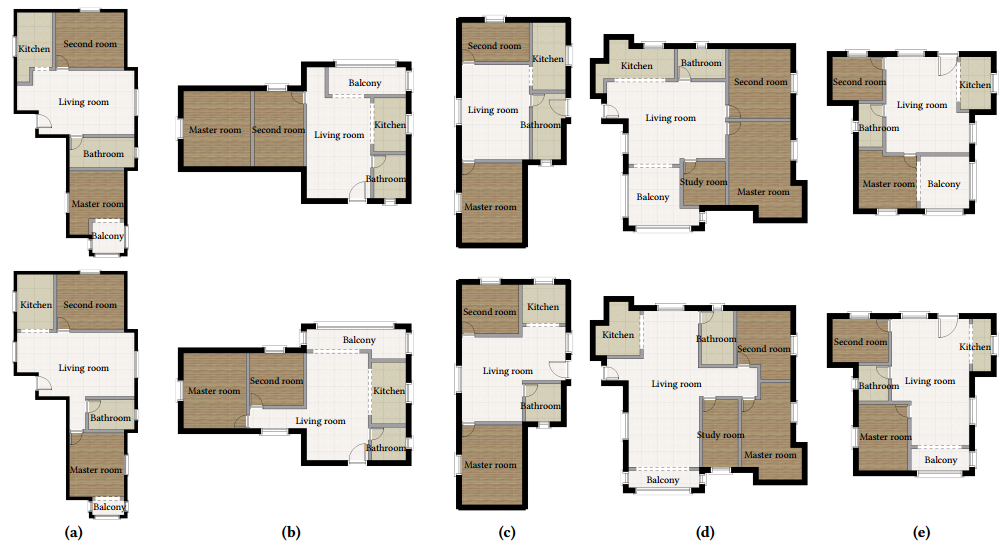 Kitchen
Second room
Living room
Bathroom
Master room
Balcony
Balcony
Master room
Second room
Living room
Kitchen
Bathroom
Second room
Kitchen
Living room
Bathroom
Master room
Kitchen
Bathroom
Second room
Living room
Study room
Balcony
Master room
Second room
Living room
Kitchen
Bathroom
Master room
Balcony
Kitchen
Second room
Living room
Bathroom
Master room
Balcony
Balcony
Master room
Second room
Kitchen
Living room
Bathroom
Second room
Kitchen
Living room
Bathroom
Master room
Kitchen
Bathroom
Second room
Living room
Study room
Master room
Balcony
Second room
Kitchen
Living room
Bathroom
Master room
Balcony
(a)
(b)
(c)
(d)
(e)